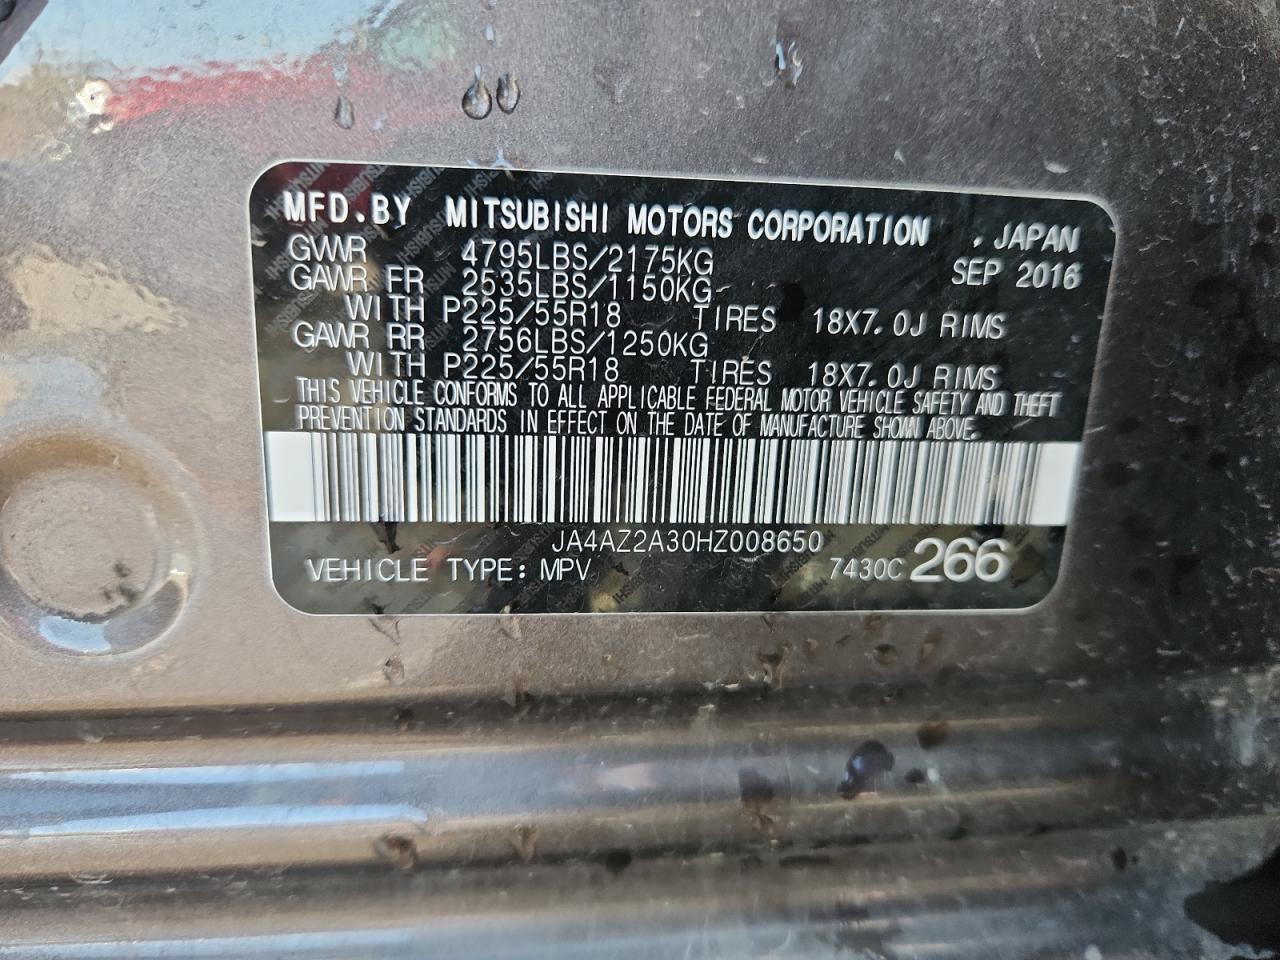 MFD.BY MITSUBISHI MOTORS CORPORATION , JAPAN
GVWR 4795LBS/2175KG SEP 2016
GAWR FR 2535LBS/1150KG
WITH P225/55R18 TIRES 18X7.0J RIMS
GAWR RR 2756LBS/1250KG
WITH P225/55R18 TIRES 18X7.0J RIMS
THIS VEHICLE CONFORMS TO ALL APPLICABLE FEDERAL MOTOR VEHICLE SAFETY AND THEFT
PREVENTION STANDARDS IN EFFECT ON THE DATE OF MANUFACTURE SHOWN ABOVE.
JA4AZ2A30HZ008650
VEHICLE TYPE: MPV 7430C 266